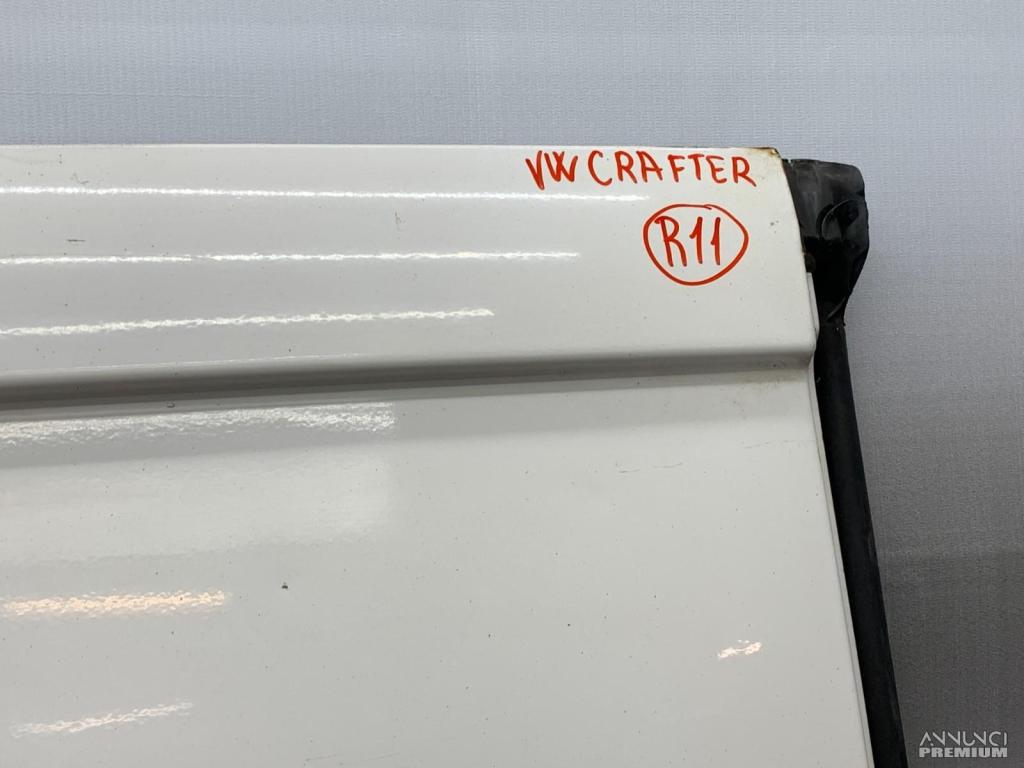 VW CRAFTER
R11
ANNUNCI
PREMIUM